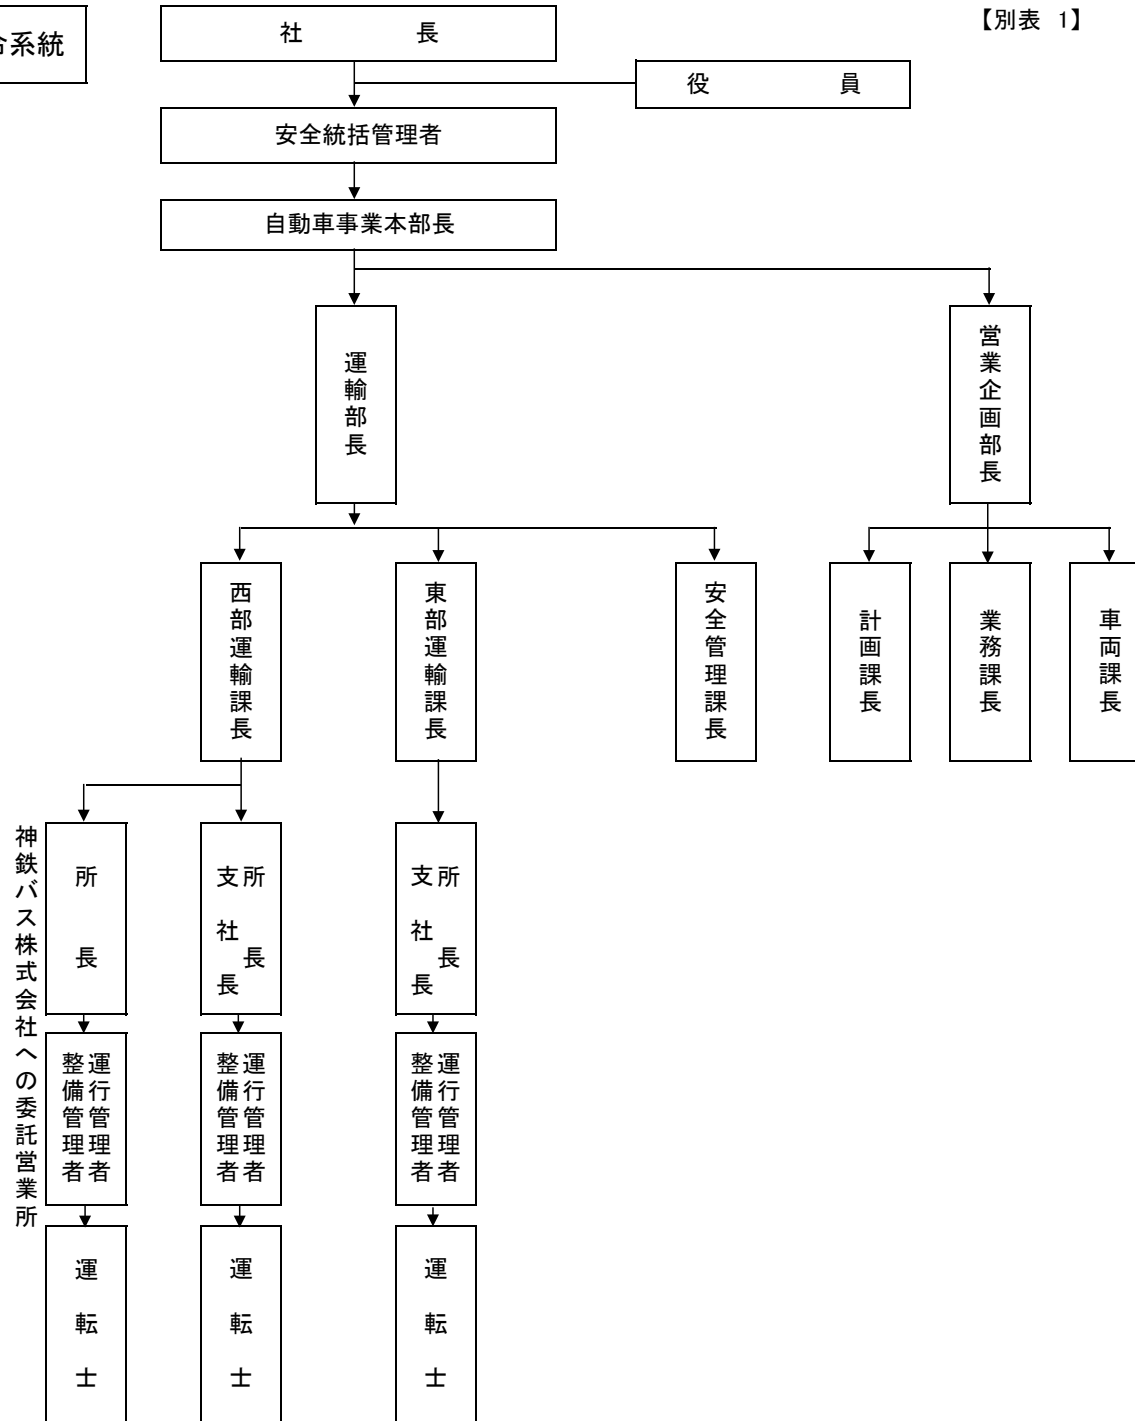 令系統
【別表 1】
社 長
役 員
安全統括管理者
自動車事業本部長
運輸部長
営業企画部長
西部運輸課長
東部運輸課長
安全管理課長
計画課長
業務課長
車両課長
神鉄バス株式会社への委託営業所
所長
所長
支社長
所長
支社長
運行管理者
整備管理者
運行管理者
整備管理者
運行管理者
整備管理者
運転士
運転士
運転士